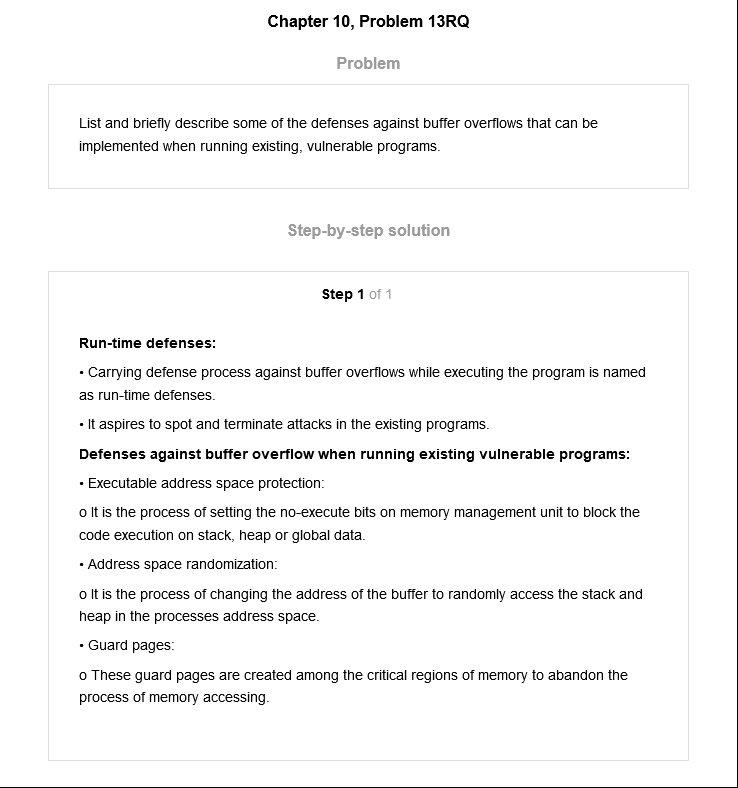 Chapter 10, Problem 13RQ
Problem
List and briefly describe some of the defenses against buffer overflows that can be
implemented when running existing, vulnerable programs.
Step-by-step solution
Step 1 of 1
Run-time defenses:
• Carrying defense process against buffer overflows while executing the program is named
as run-time defenses.
• It aspires to spot and terminate attacks in the existing programs.
Defenses against buffer overflow when running existing vulnerable programs:
• Executable address space protection:
o It is the process of setting the no-execute bits on memory management unit to block the
code execution on stack, heap or global data.
• Address space randomization:
o It is the process of changing the address of the buffer to randomly access the stack and
heap in the processes address space.
• Guard pages:
o These guard pages are created among the critical regions of memory to abandon the
process of memory accessing.